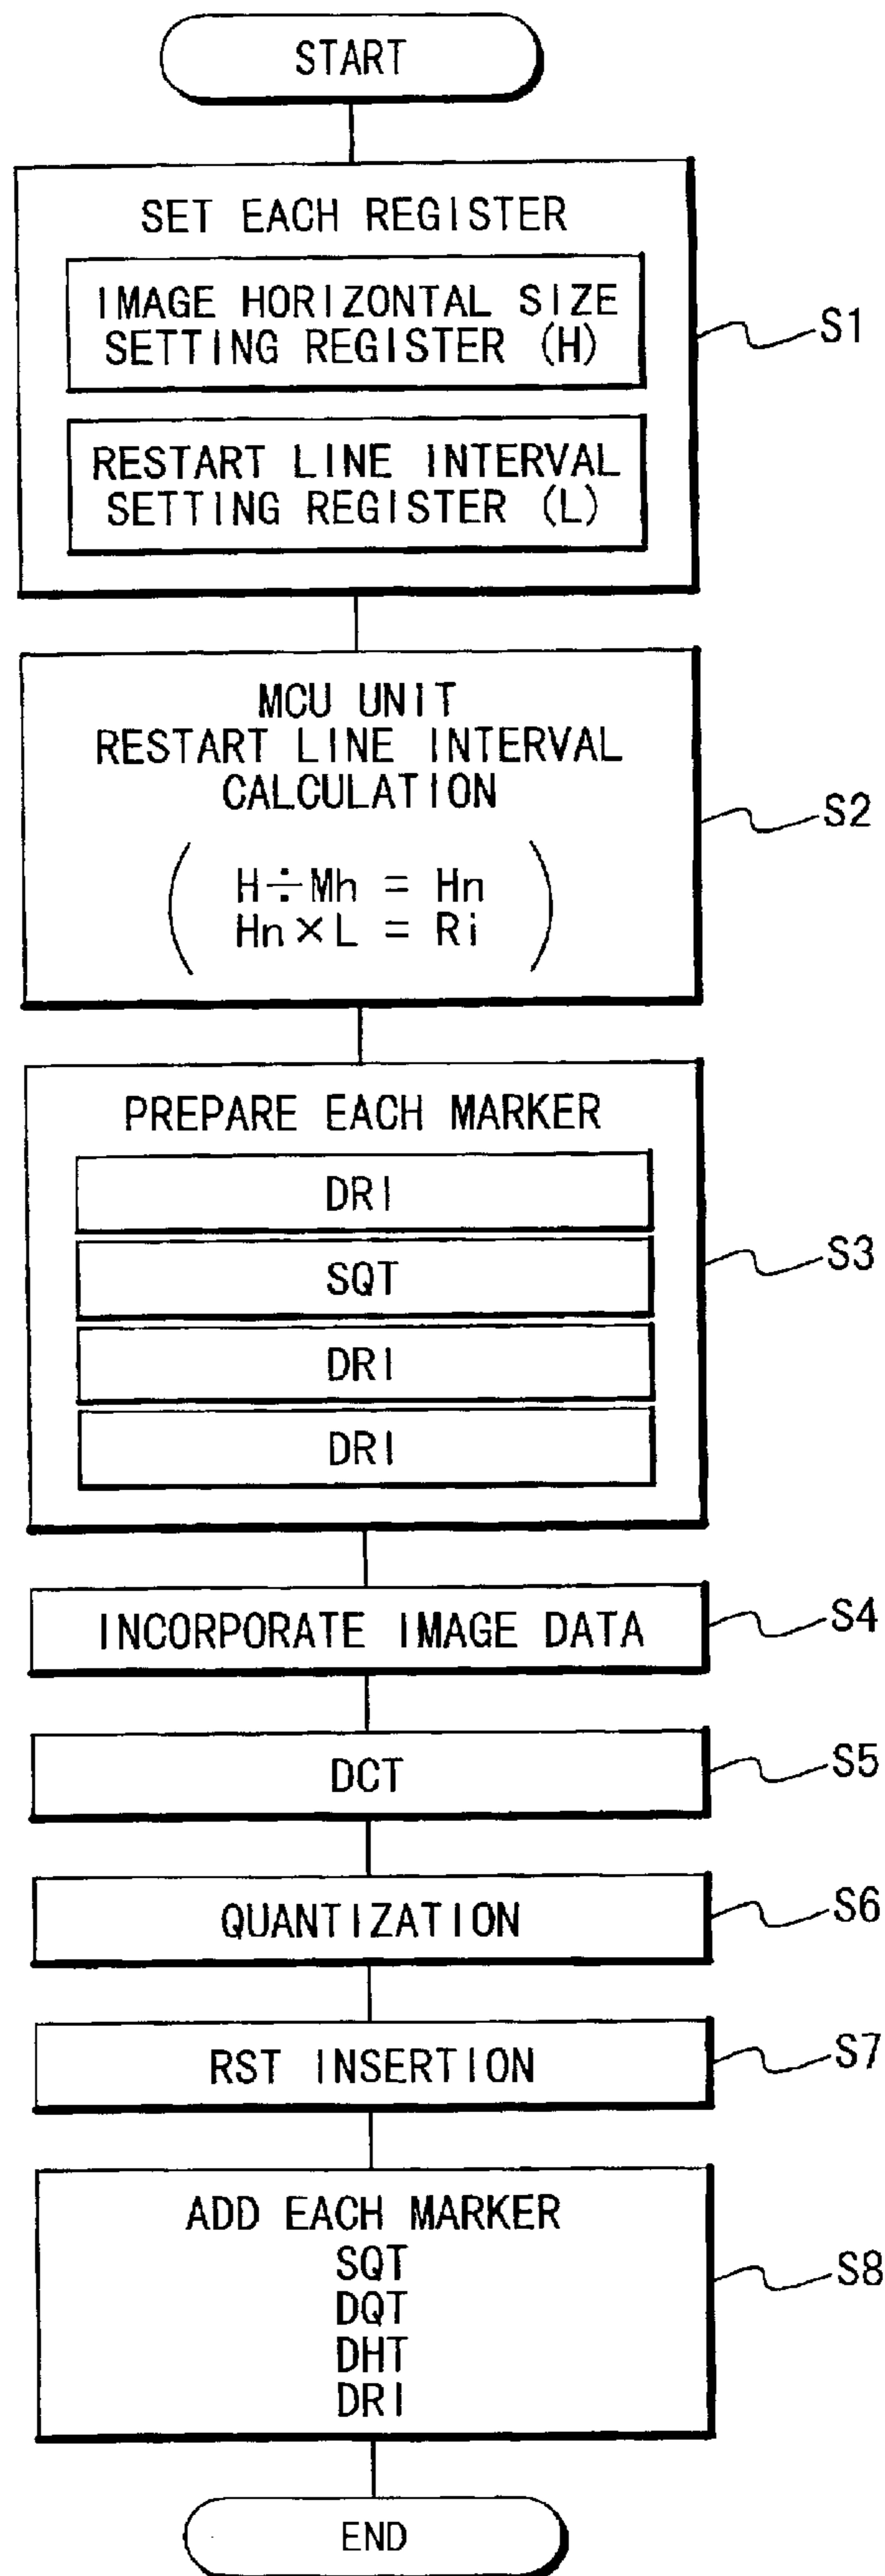 START
SET EACH REGISTER
IMAGE HORIZONTAL SIZE
SETTING REGISTER (H)
S1
RESTART LINE INTERVAL
SETTING REGISTER (L)
MCU UNIT
RESTART LINE INTERVAL
CALCULATION
S2
H÷Mh = Hn
Hn×L = Ri
PREPARE EACH MARKER
DRI
SQT
S3
DRI
DRI
INCORPORATE IMAGE DATA
S4
DCT
S5
QUANTIZATION
S6
RST INSERTION
S7
ADD EACH MARKER
SQT
S8
DQT
DHT
DRI
END